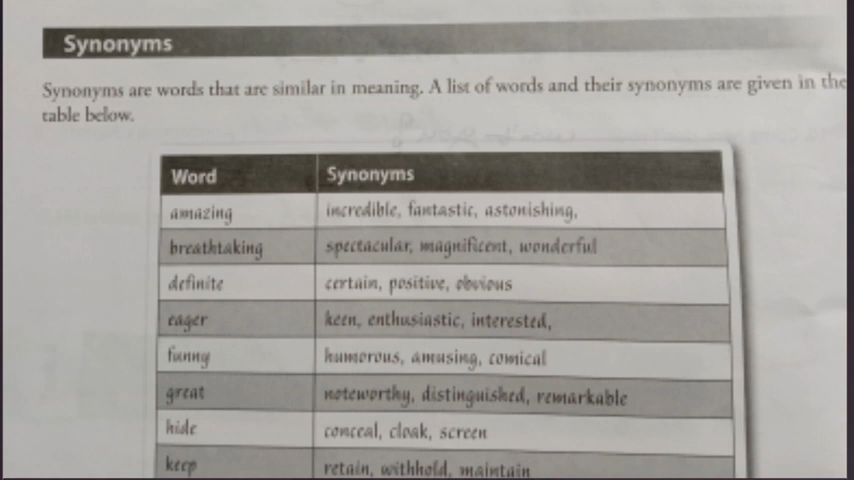 Synonyms
Synonyms are words that are similar in meaning. A list of words and their synonyms are given in the
table below.
Word Synonyms
amazing incredible, fantastic, astonishing,
breathtaking spectacular, magnificent, wonderful
definite certain, positive, obvious
eager keen, enthusiastic, interested,
funny humorous, amusing, comical
great noteworthy, distinguished, remarkable
hide conceal, cloak, screen
keep retain, withhold, maintain